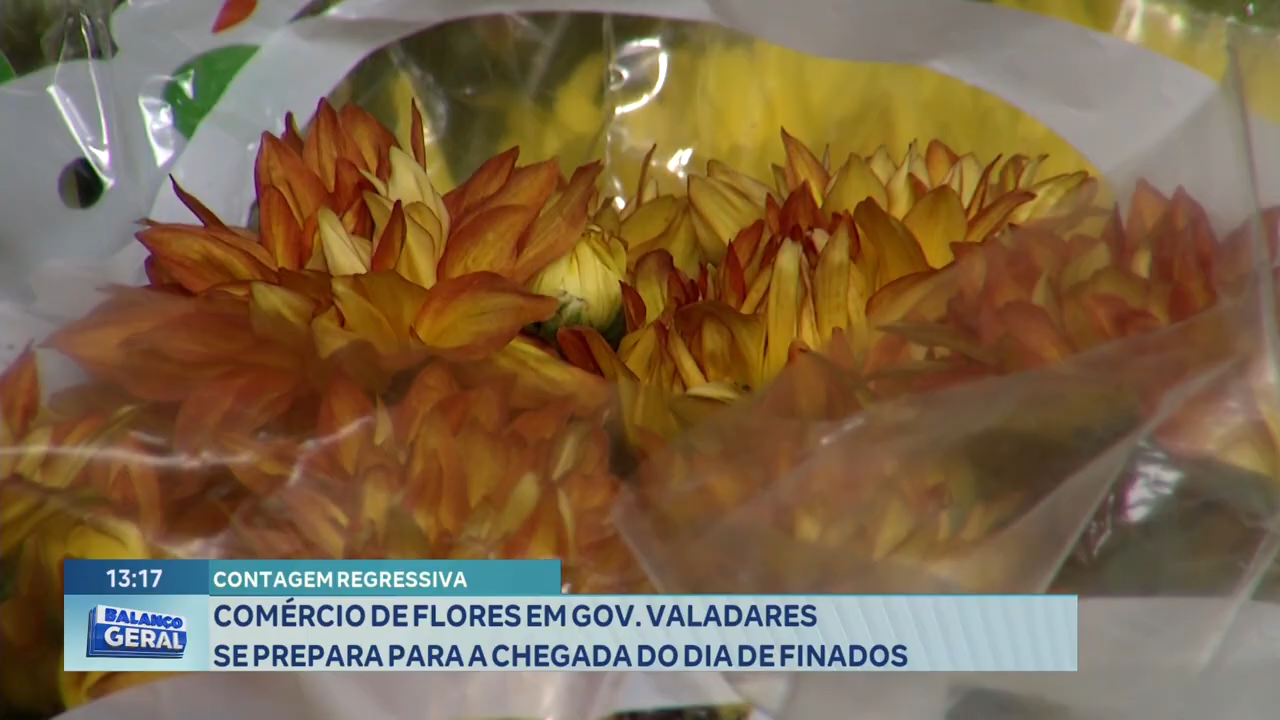 13:17
CONTAGEM REGRESSIVA
BALANÇO
GERAL
COMÉRCIO DE FLORES EM GOV. VALADARES
SE PREPARA PARA A CHEGADA DO DIA DE FINADOS